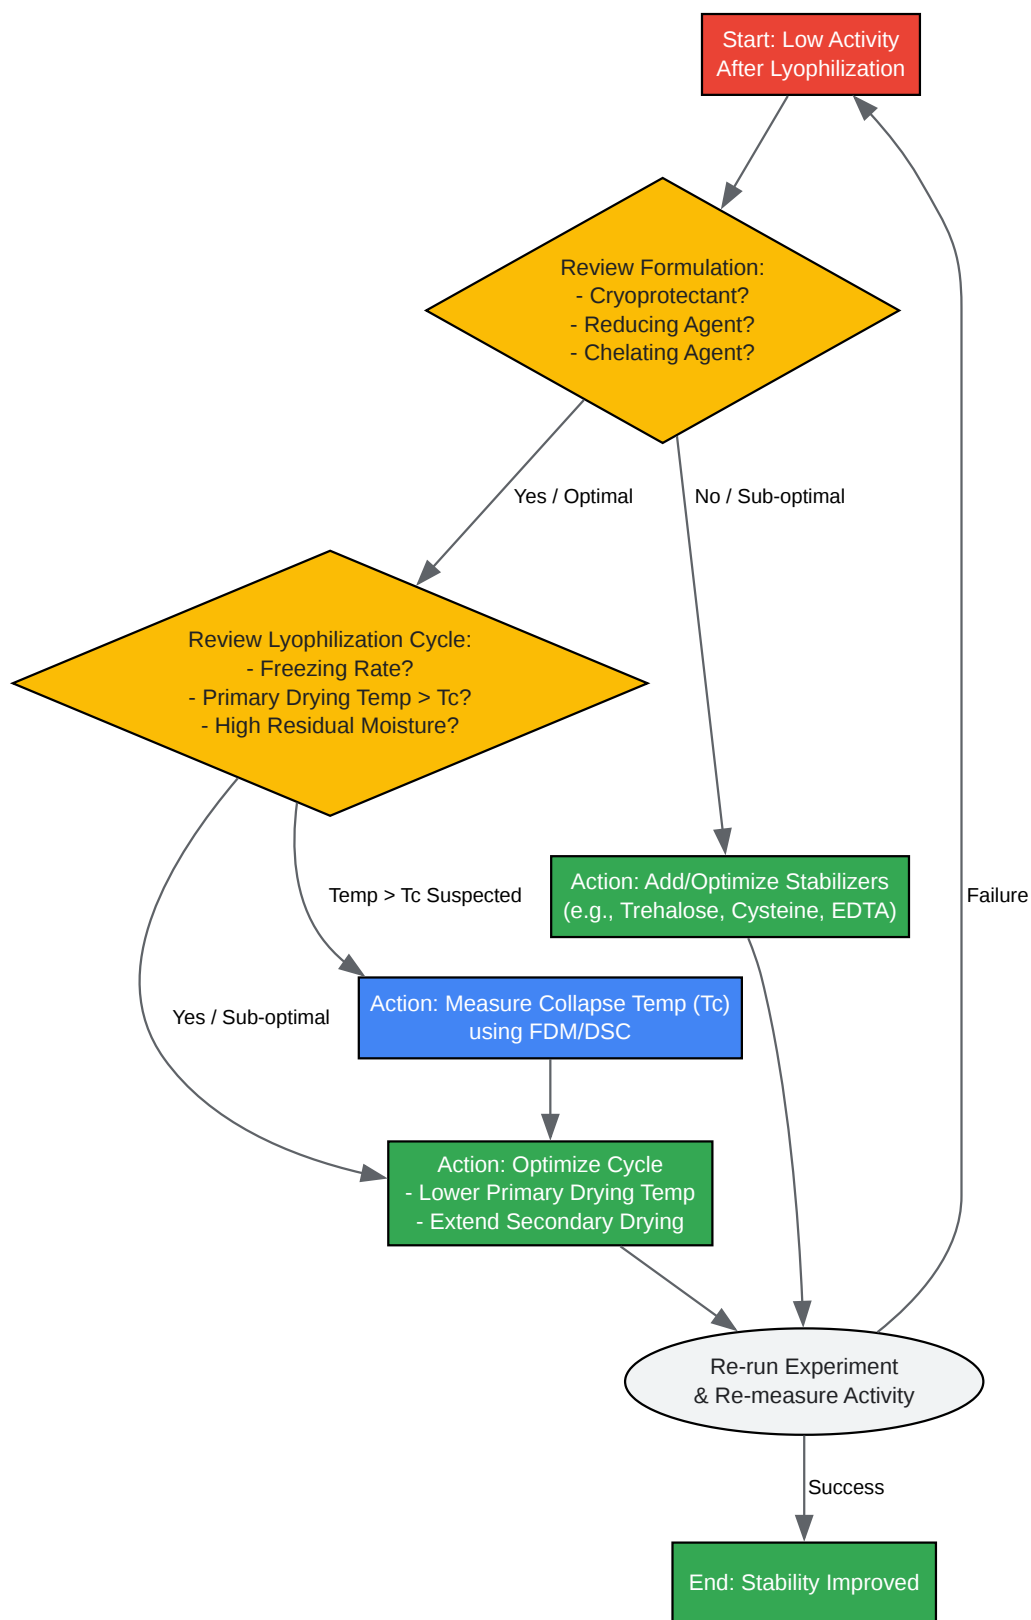 Start: Low Activity
After Lyophilization
Review Formulation:
- Cryoprotectant?
- Reducing Agent?
- Chelating Agent?
Yes / Optimal
No / Sub-optimal
Review Lyophilization Cycle:
- Freezing Rate?
- Primary Drying Temp > Tc?
- High Residual Moisture?
Action: Add/Optimize Stabilizers
(e.g., Trehalose, Cysteine, EDTA)
Temp > Tc Suspected
Failure
Action: Measure Collapse Temp (Tc)
using FDM/DSC
Yes / Sub-optimal
Action: Optimize Cycle
- Lower Primary Drying Temp
- Extend Secondary Drying
Re-run Experiment
& Re-measure Activity
Success
End: Stability Improved